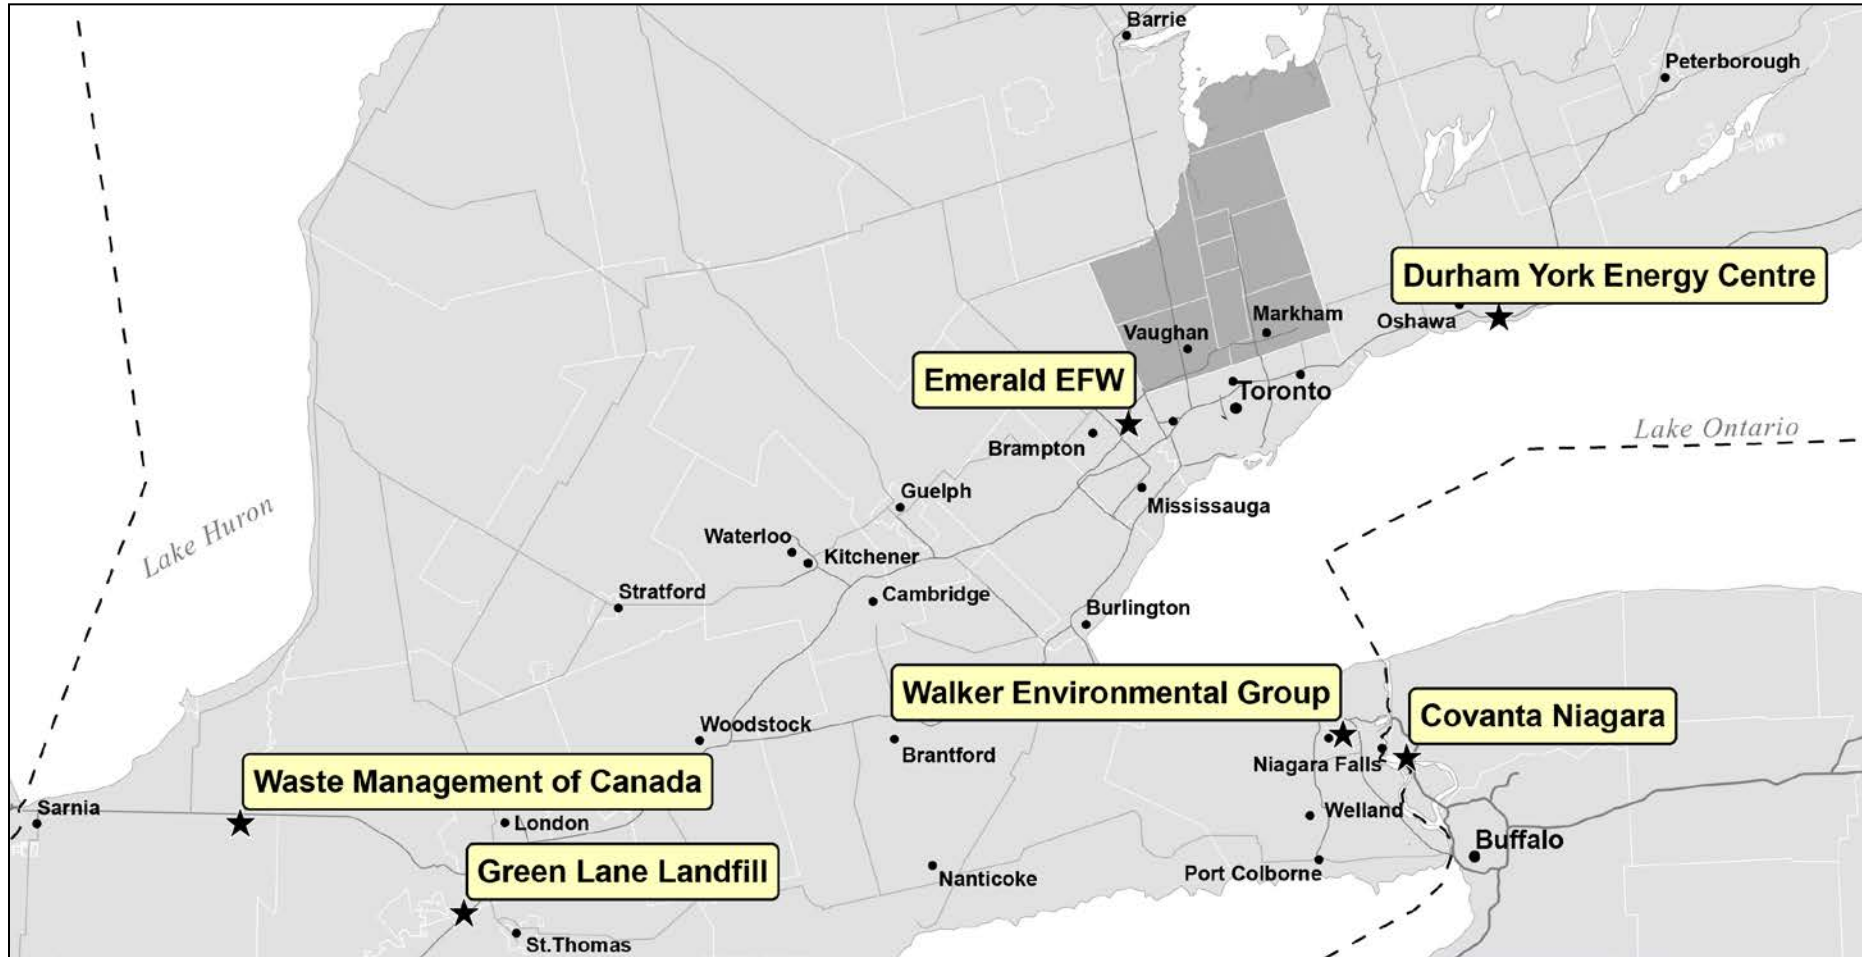 Barrie
Peterborough
Durham York Energy Centre
Markham
Oshawa
Vaughan
Emerald EFW
Toronto
Lake Ontario
Brampton
Guelph
Mississauga
Lake Huron
Waterloo
Kitchener
Stratford
Cambridge
Burlington
Walker Environmental Group
Covanta Niagara
Woodstock
Brantford
Niagara Falls
Waste Management of Canada
Sarnia
London
Welland
Buffalo
Green Lane Landfill
Port Colborne
Nanticoke
St.Thomas